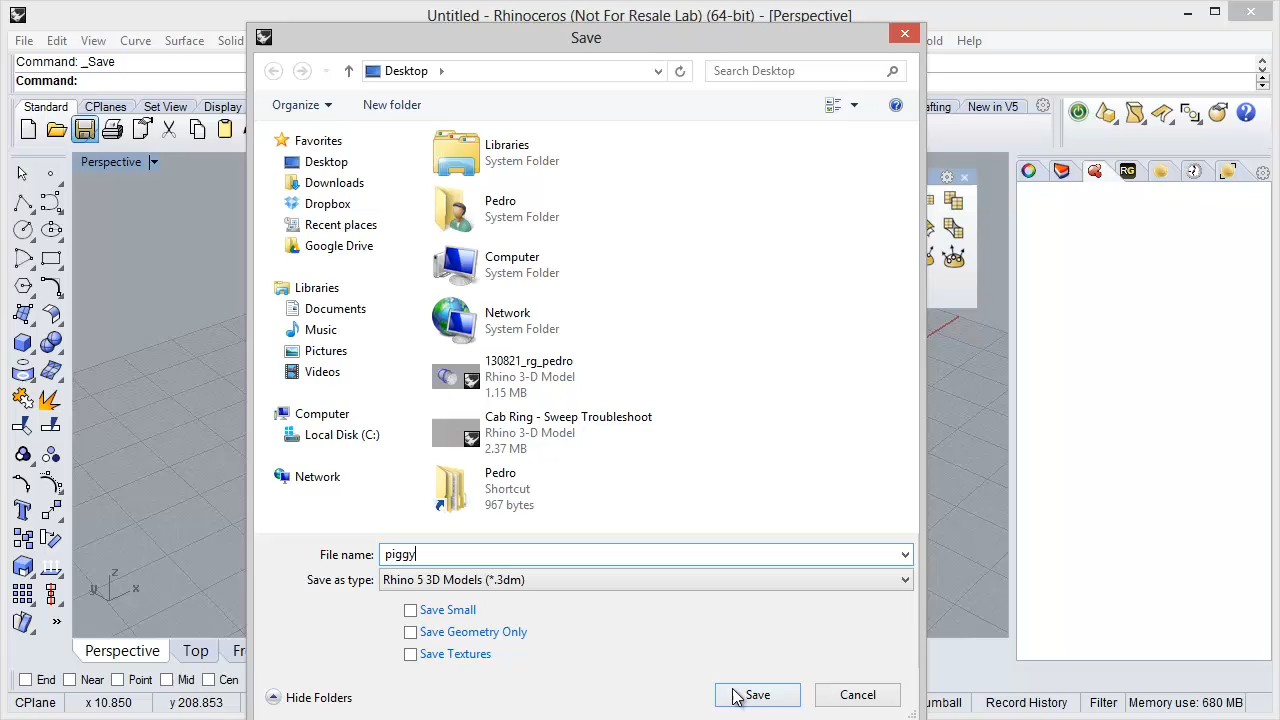 Untitled - Rhinoceros (Not For Resale Lab) (64-bit) - [Perspective]
Save
File Edit View Curve Surface Solid Help
Command: _Save
Command:
Desktop
Search Desktop
Organize New folder
Standard CPlanes Set View Display New in V5
Perspective
RG
Favorites
Desktop
Downloads
Dropbox
Recent places
Google Drive
Libraries
Documents
Music
Pictures
Videos
Computer
Local Disk (C:)
Network
Libraries
System Folder
Pedro
System Folder
Computer
System Folder
Network
System Folder
130821_rg_pedro
Rhino 3-D Model
1.15 MB
Cab Ring - Sweep Troubleshoot
Rhino 3-D Model
2.37 MB
Pedro
Shortcut
967 bytes
File name: piggy
Save as type: Rhino 5 3D Models (*.3dm)
Save Small
Save Geometry Only
Save Textures
Hide Folders
Save Cancel
z
y x
Perspective Top
End Near Point Mid Cen
CPlane x 10.850 y 208.853 Record History Filter Memory use: 680 MB